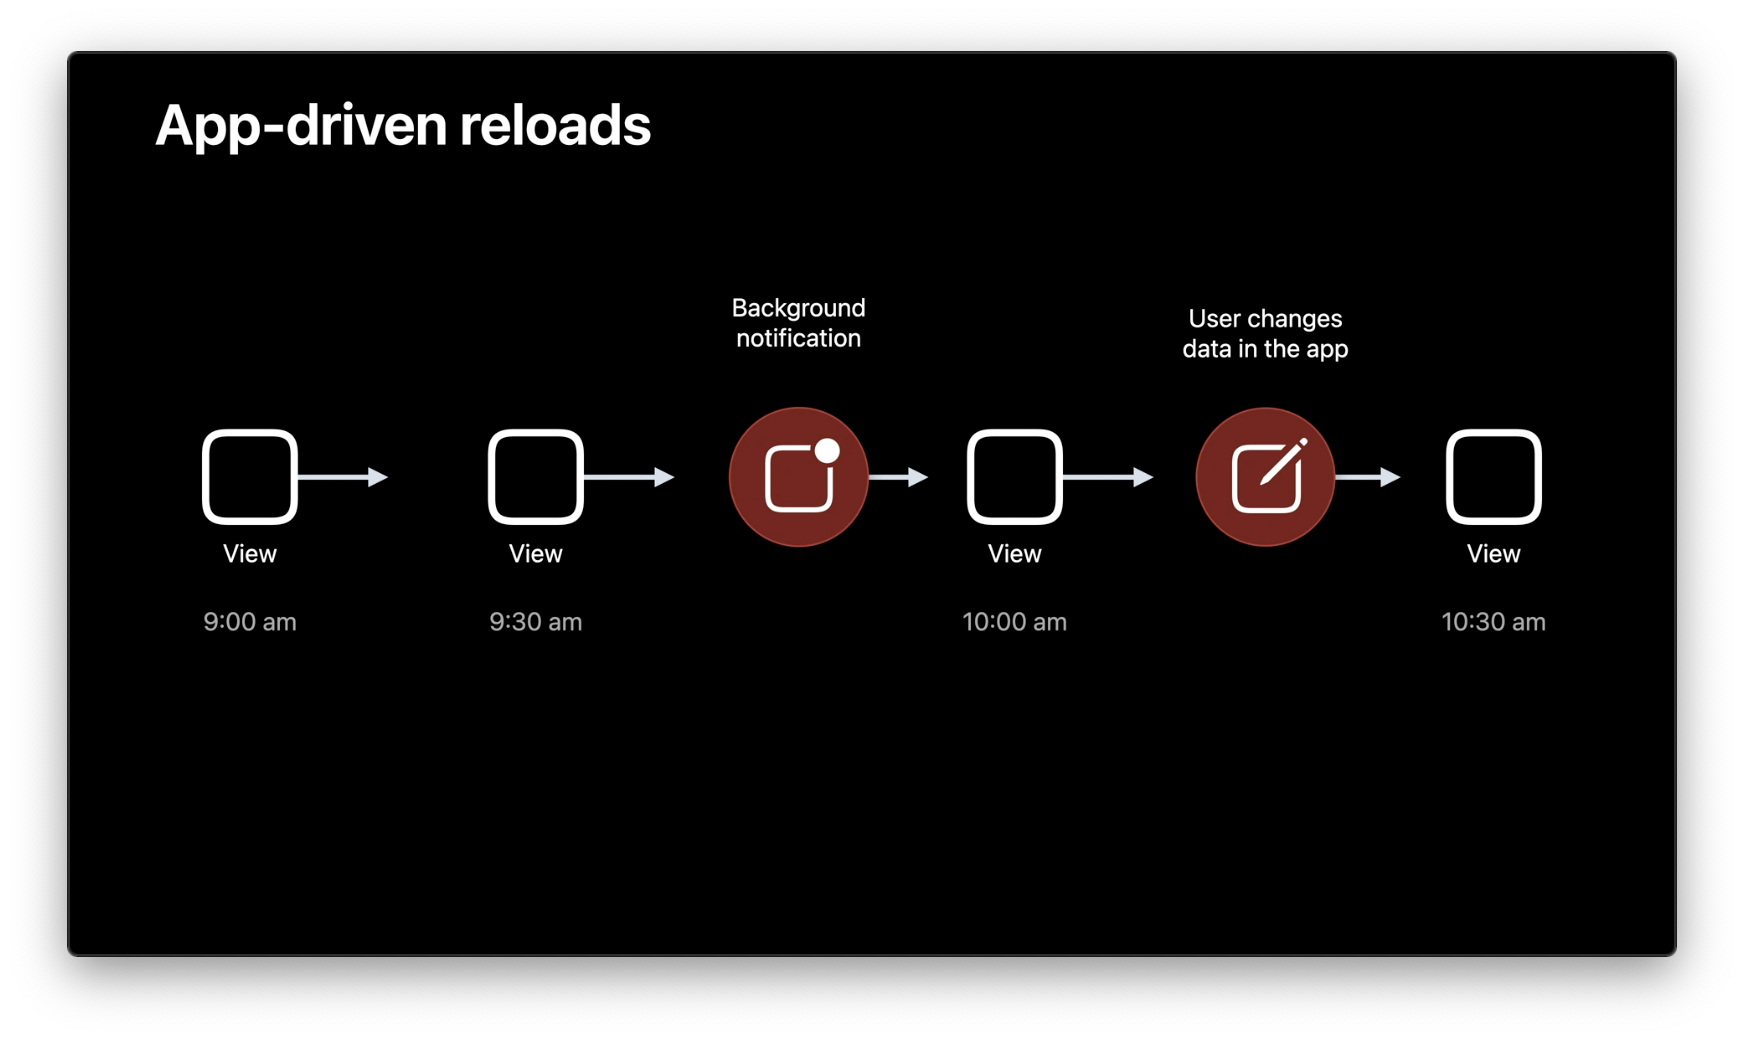 App-driven reloads
Background
notification
User changes
data in the app
View
View
View
View
9:00 am
9:30 am
10:00 am
10:30 am